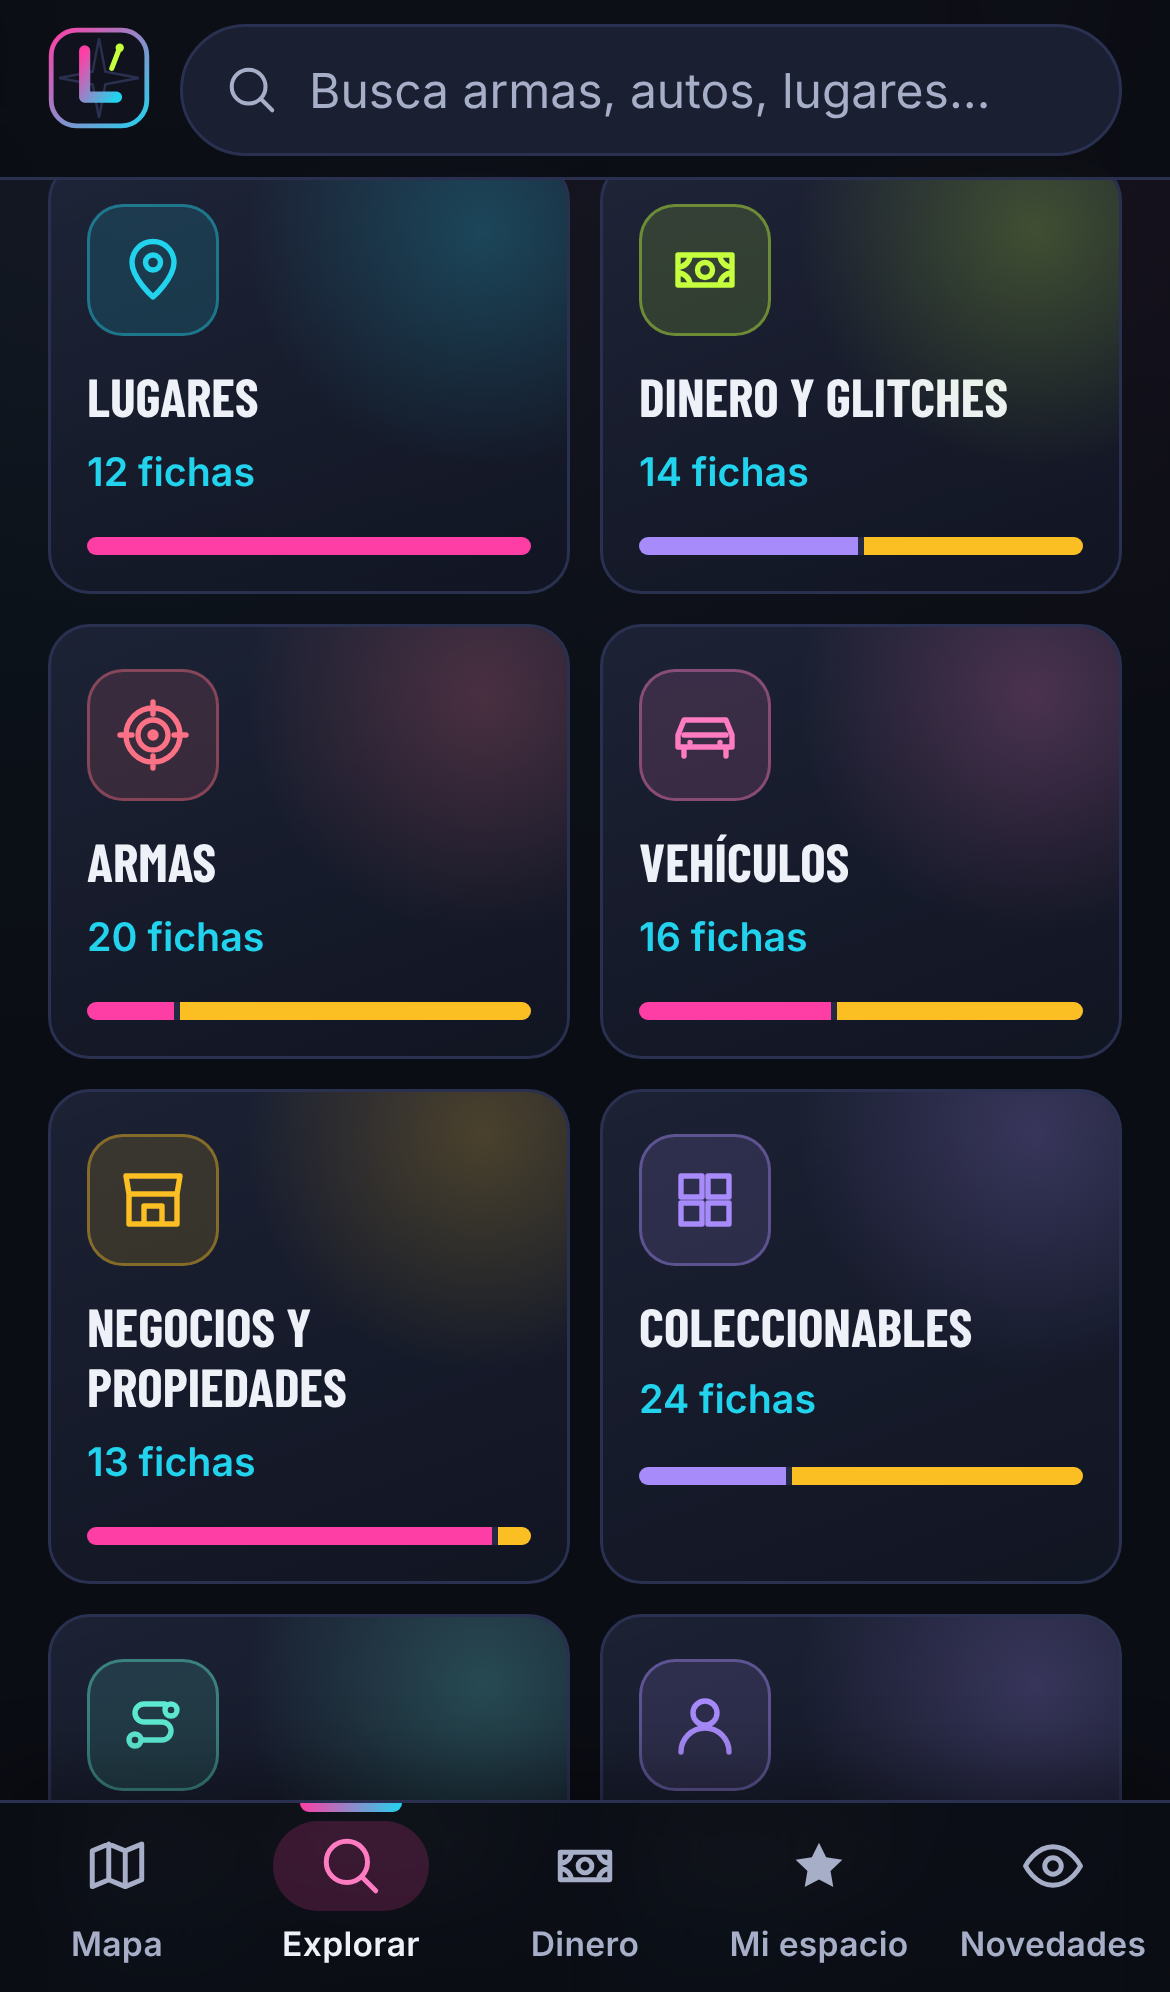 Busca armas, autos, lugares...
LUGARES
12 fichas
DINERO Y GLITCHES
14 fichas
ARMAS
20 fichas
VEHÍCULOS
16 fichas
NEGOCIOS Y
PROPIEDADES
13 fichas
COLECCIONABLES
24 fichas
Mapa
Explorar
Dinero
Mi espacio
Novedades